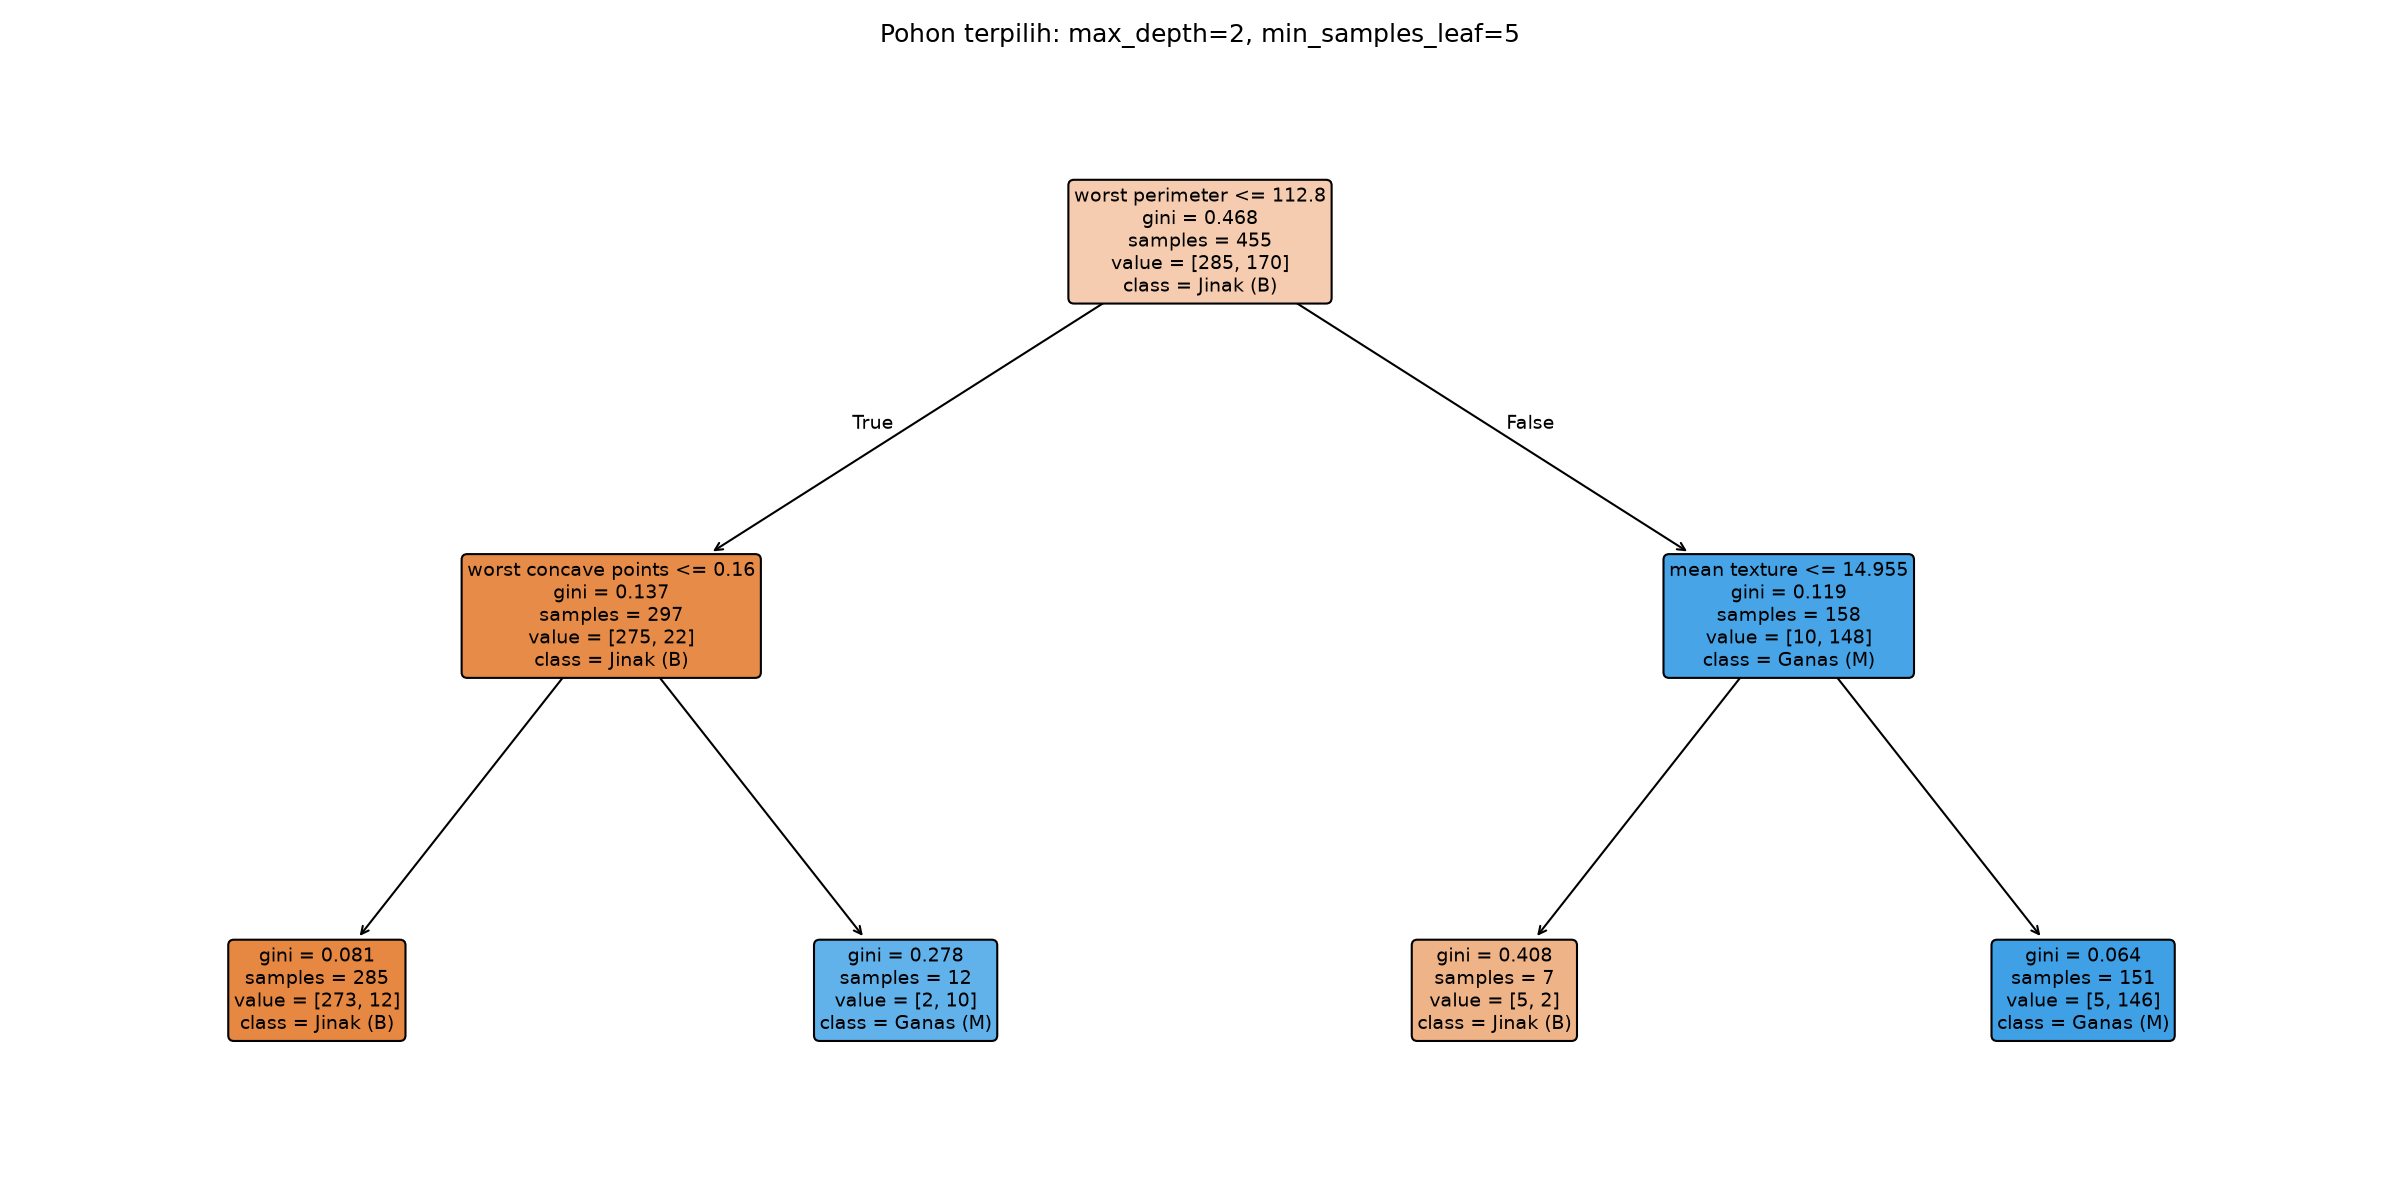 Pohon terpilih: max_depth=2, min_samples_leaf=5
worst perimeter <= 112.8
gini = 0.468
samples = 455
value = [285, 170]
class = Jinak (B)
True
False
worst concave points <= 0.16
gini = 0.137
samples = 297
value = [275, 22]
class = Jinak (B)
mean texture <= 14.955
gini = 0.119
samples = 158
value = [10, 148]
class = Ganas (M)
gini = 0.081
samples = 285
value = [273, 12]
class = Jinak (B)
gini = 0.278
samples = 12
value = [2, 10]
class = Ganas (M)
gini = 0.408
samples = 7
value = [5, 2]
class = Jinak (B)
gini = 0.064
samples = 151
value = [5, 146]
class = Ganas (M)